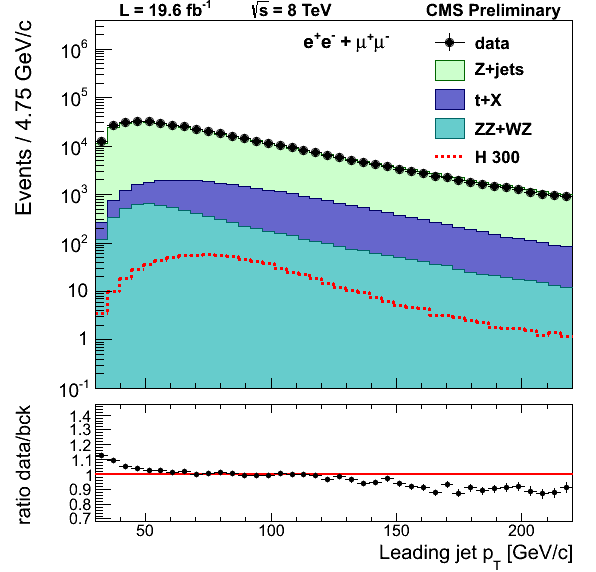 L = 19.6 fb⁻¹ √s = 8 TeV CMS Preliminary
e⁺e⁻ + μ⁺μ⁻
data
Z+jets
t+X
ZZ+WZ
H 300
Events / 4.75 GeV/c
10⁶
10⁵
10⁴
10³
10²
10
1
10⁻¹
ratio data/bck
1.4
1.3
1.2
1.1
1
0.9
0.8
0.7
50 100 150 200
Leading jet p_T [GeV/c]